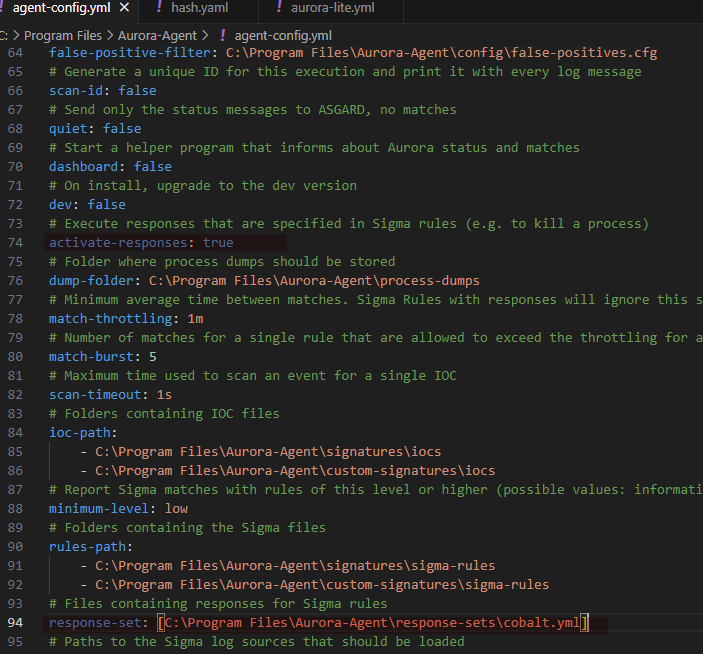 agent-config.yml
hash.yaml
aurora-lite.yml
C: > Program Files > Aurora-Agent > ! agent-config.yml
64 false-positive-filter: C:\Program Files\Aurora-Agent\config\false-positives.cfg
65 # Generate a unique ID for this execution and print it with every log message
66 scan-id: false
67 # Send only the status messages to ASGARD, no matches
68 quiet: false
69 # Start a helper program that informs about Aurora status and matches
70 dashboard: false
71 # On install, upgrade to the dev version
72 dev: false
73 # Execute responses that are specified in Sigma rules (e.g. to kill a process)
74 activate-responses: true
75 # Folder where process dumps should be stored
76 dump-folder: C:\Program Files\Aurora-Agent\process-dumps
77 # Minimum average time between matches. Sigma Rules with responses will ignore this s
78 match-throttling: 1m
79 # Number of matches for a single rule that are allowed to exceed the throttling for a
80 match-burst: 5
81 # Maximum time used to scan an event for a single IOC
82 scan-timeout: 1s
83 # Folders containing IOC files
84 ioc-path:
85 - C:\Program Files\Aurora-Agent\signatures\iocs
86 - C:\Program Files\Aurora-Agent\custom-signatures\iocs
87 # Report Sigma matches with rules of this level or higher (possible values: informati
88 minimum-level: low
89 # Folders containing the Sigma files
90 rules-path:
91 - C:\Program Files\Aurora-Agent\signatures\sigma-rules
92 - C:\Program Files\Aurora-Agent\custom-signatures\sigma-rules
93 # Files containing responses for Sigma rules
94 response-set: [C:\Program Files\Aurora-Agent\response-sets\cobalt.yml]
95 # Paths to the Sigma log sources that should be loaded